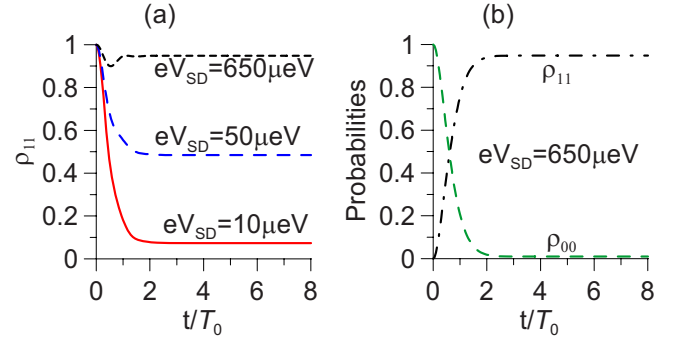 (a)
(b)
1
0.8
0.6
0.4
0.2
0
ρ11
eVSD=650μeV
eVSD=50μeV
eVSD=10μeV
0 2 4 6 8
t/T0
1
0.8
0.6
0.4
0.2
0
Probabilities
ρ11
eVSD=650μeV
ρ00
0 2 4 6 8
t/T0